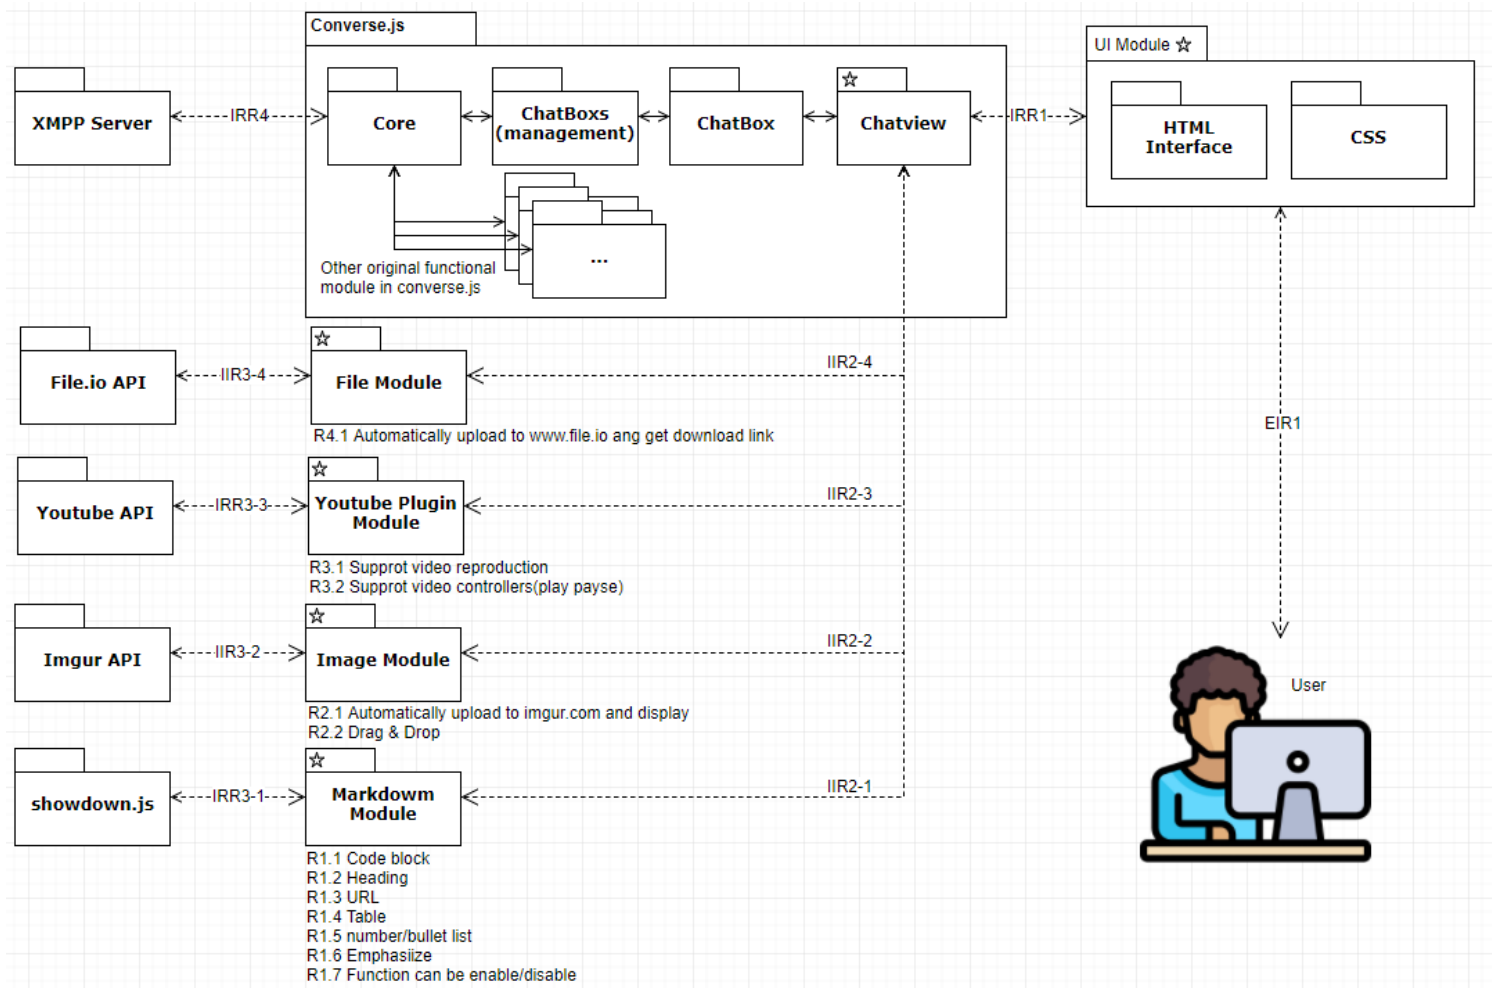 Converse.js
UI Module ☆
XMPP Server
IRR4
Core
ChatBoxs
(management)
ChatBox
☆
Chatview
IRR1
HTML
Interface
CSS
...
Other original functional
module in converse.js
File.io API
IIR3-4
☆
File Module
IIR2-4
R4.1 Automatically upload to www.file.io ang get download link
EIR1
Youtube API
IRR3-3
☆
Youtube Plugin
Module
IIR2-3
R3.1 Supprot video reproduction
R3.2 Supprot video controllers(play payse)
Imgur API
IIR3-2
☆
Image Module
IIR2-2
User
R2.1 Automatically upload to imgur.com and display
R2.2 Drag & Drop
showdown.js
IRR3-1
☆
Markdowm
Module
IIR2-1
R1.1 Code block
R1.2 Heading
R1.3 URL
R1.4 Table
R1.5 number/bullet list
R1.6 Emphasiize
R1.7 Function can be enable/disable